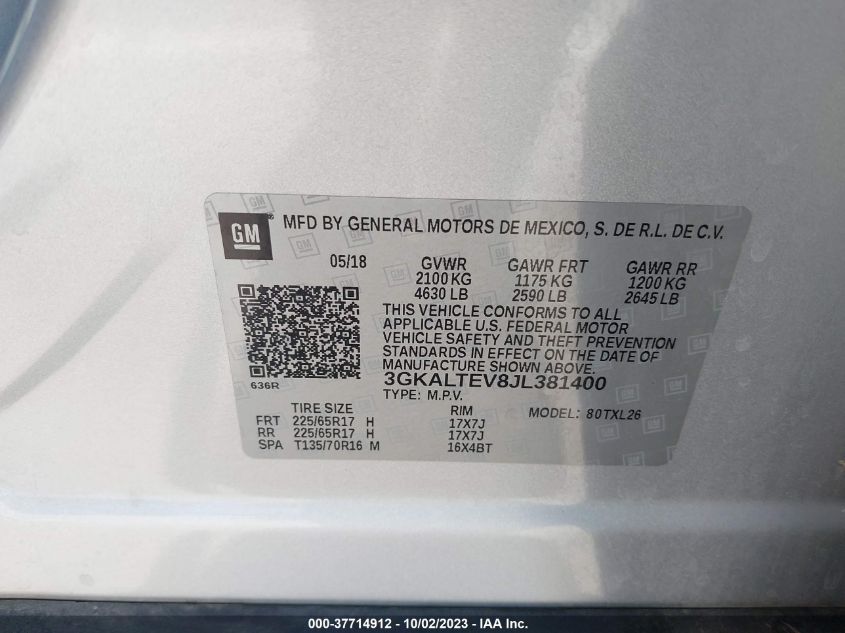 GM ® MFD BY GENERAL MOTORS DE MEXICO, S. DE R.L. DE C.V.
05/18 GVWR GAWR FRT GAWR RR
2100 KG 1175 KG 1200 KG
4630 LB 2590 LB 2645 LB
THIS VEHICLE CONFORMS TO ALL
APPLICABLE U.S. FEDERAL MOTOR
VEHICLE SAFETY AND THEFT PREVENTION
STANDARDS IN EFFECT ON THE DATE OF
MANUFACTURE SHOWN ABOVE.
636R 3GKALTEV8JL381400
TYPE: M.P.V.
TIRE SIZE RIM MODEL: 80TXL26
FRT 225/65R17 H 17X7J
RR 225/65R17 H 17X7J
SPA T135/70R16 M 16X4BT
000-37714912 - 10/02/2023 - IAA Inc.